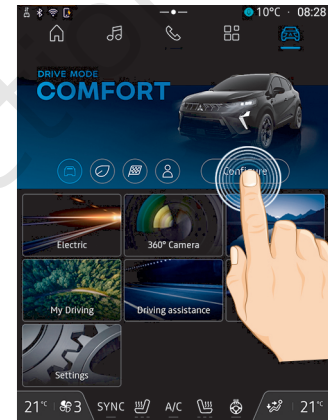 10°C · 08:28
DRIVE MODE
COMFORT
Configure
Electric
360° Camera
My Driving
Driving assistance
Settings
21°C 3 SYNC A/C 21°C